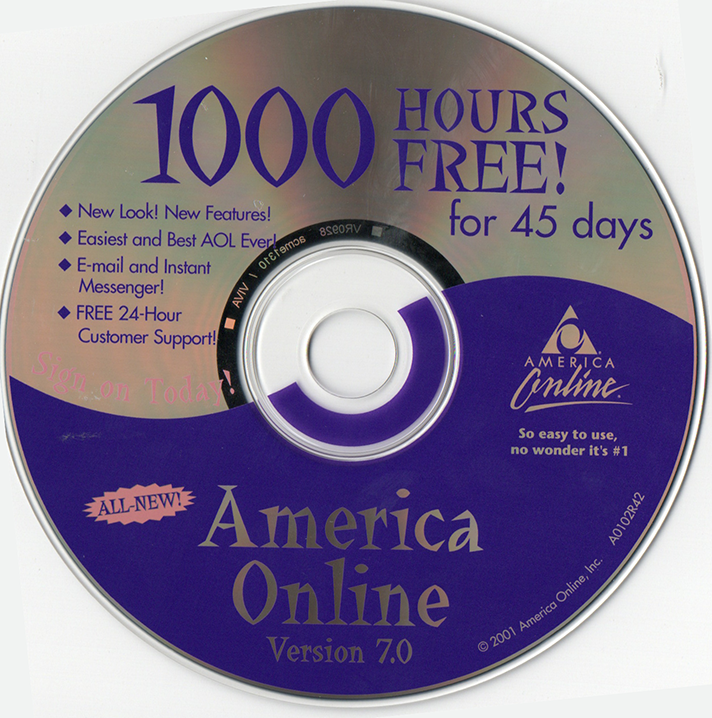 1000 HOURS
FREE!
for 45 days
◆ New Look! New Features!
◆ Easiest and Best AOL Ever!
◆ E-mail and Instant
Messenger!
◆ FREE 24-Hour
Customer Support!
Sign on Today!
VIVA I acme1310 VR0928
AMERICA
Online
So easy to use,
no wonder it's #1
ALL-NEW!
America
Online
Version 7.0
© 2001 America Online, Inc. A0102R42